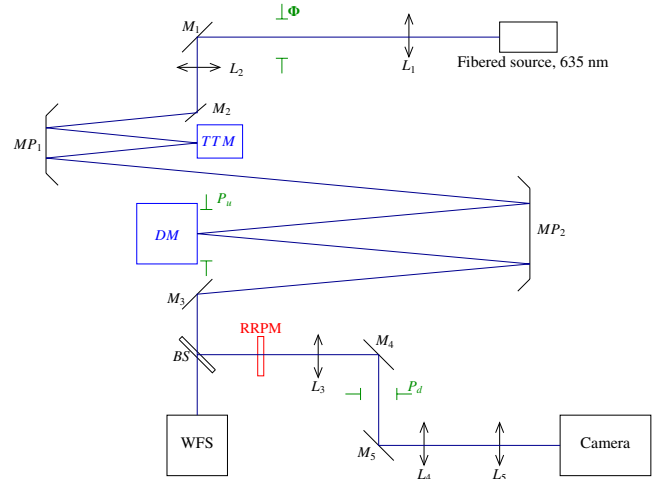 M1
Φ
L1
Fibered source, 635 nm
L2
M2
TTM
MP1
Pu
DM
MP2
M3
RRPM
M4
BS
L3
Pd
WFS
M5
L4
L5
Camera